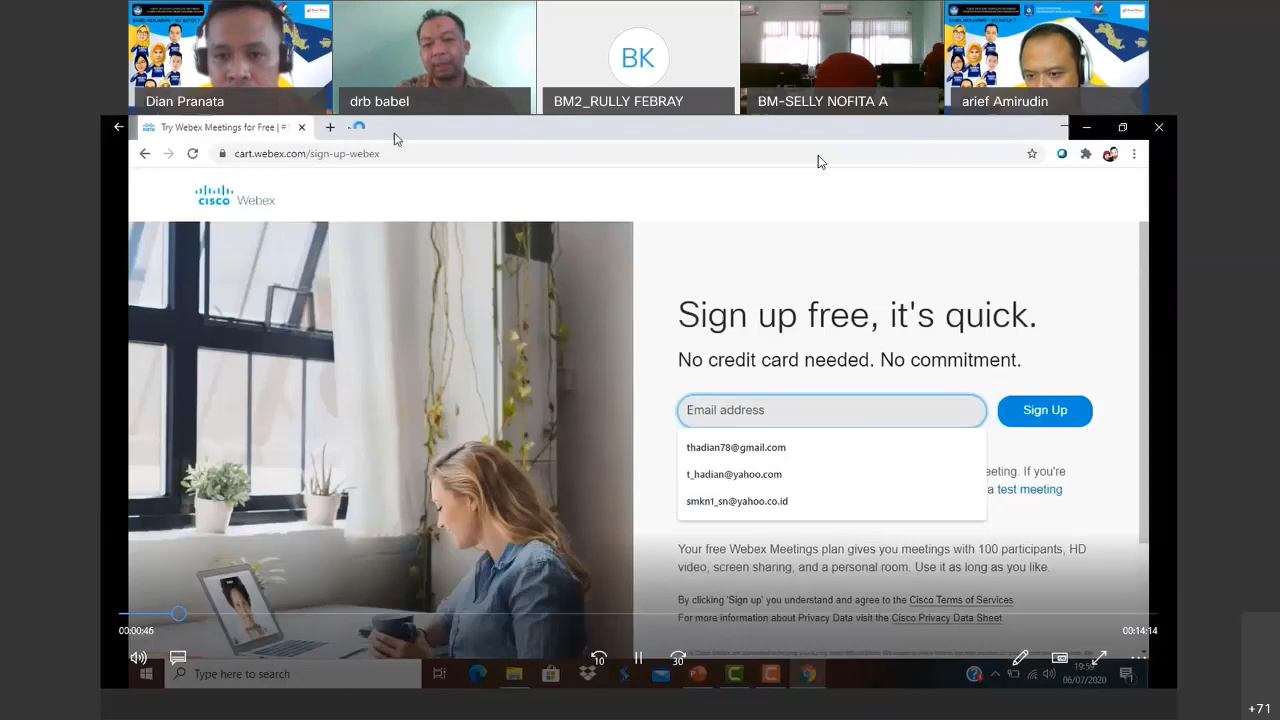 BK
Dian Pranata
drb babel
BM2_RULLY FEBRAY
BM-SELLY NOFITA A
arief Amirudin
Try Webex Meetings for Free | #
cart.webex.com/sign-up-webex
CISCO Webex
Sign up free, it's quick.
No credit card needed. No commitment.
Email address
Sign Up
thadian78@gmail.com
t_hadian@yahoo.com
smkn1_sn@yahoo.co.id
eeting. If you're
a test meeting
Your free Webex Meetings plan gives you meetings with 100 participants, HD
video, screen sharing, and a personal room. Use it as long as you like.
By clicking 'Sign up' you understand and agree to the Cisco Terms of Services.
For more information about Privacy Data visit the Cisco Privacy Data Sheet.
00:00:46
00:14:14
10
30
Type here to search
19:59
06/07/2020
+71